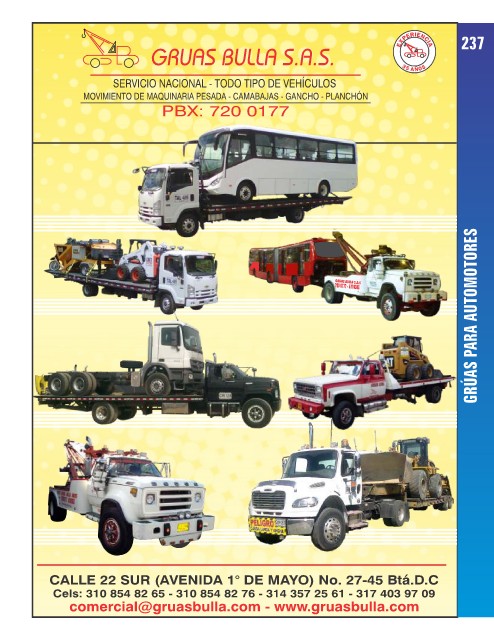 GRUAS BULLA S.A.S.
EXPERIENCIA
35 AÑOS
237
SERVICIO NACIONAL - TODO TIPO DE VEHÍCULOS
MOVIMIENTO DE MAQUINARIA PESADA - CAMABAJAS - GANCHO - PLANCHÓN
PBX: 720 0177
GRÚAS PARA AUTOMOTORES
PELIGRO
CALLE 22 SUR (AVENIDA 1° DE MAYO) No. 27-45 Btá.D.C
Cels: 310 854 82 65 - 310 854 82 76 - 314 357 25 61 - 317 403 97 09
comercial@gruasbulla.com - www.gruasbulla.com